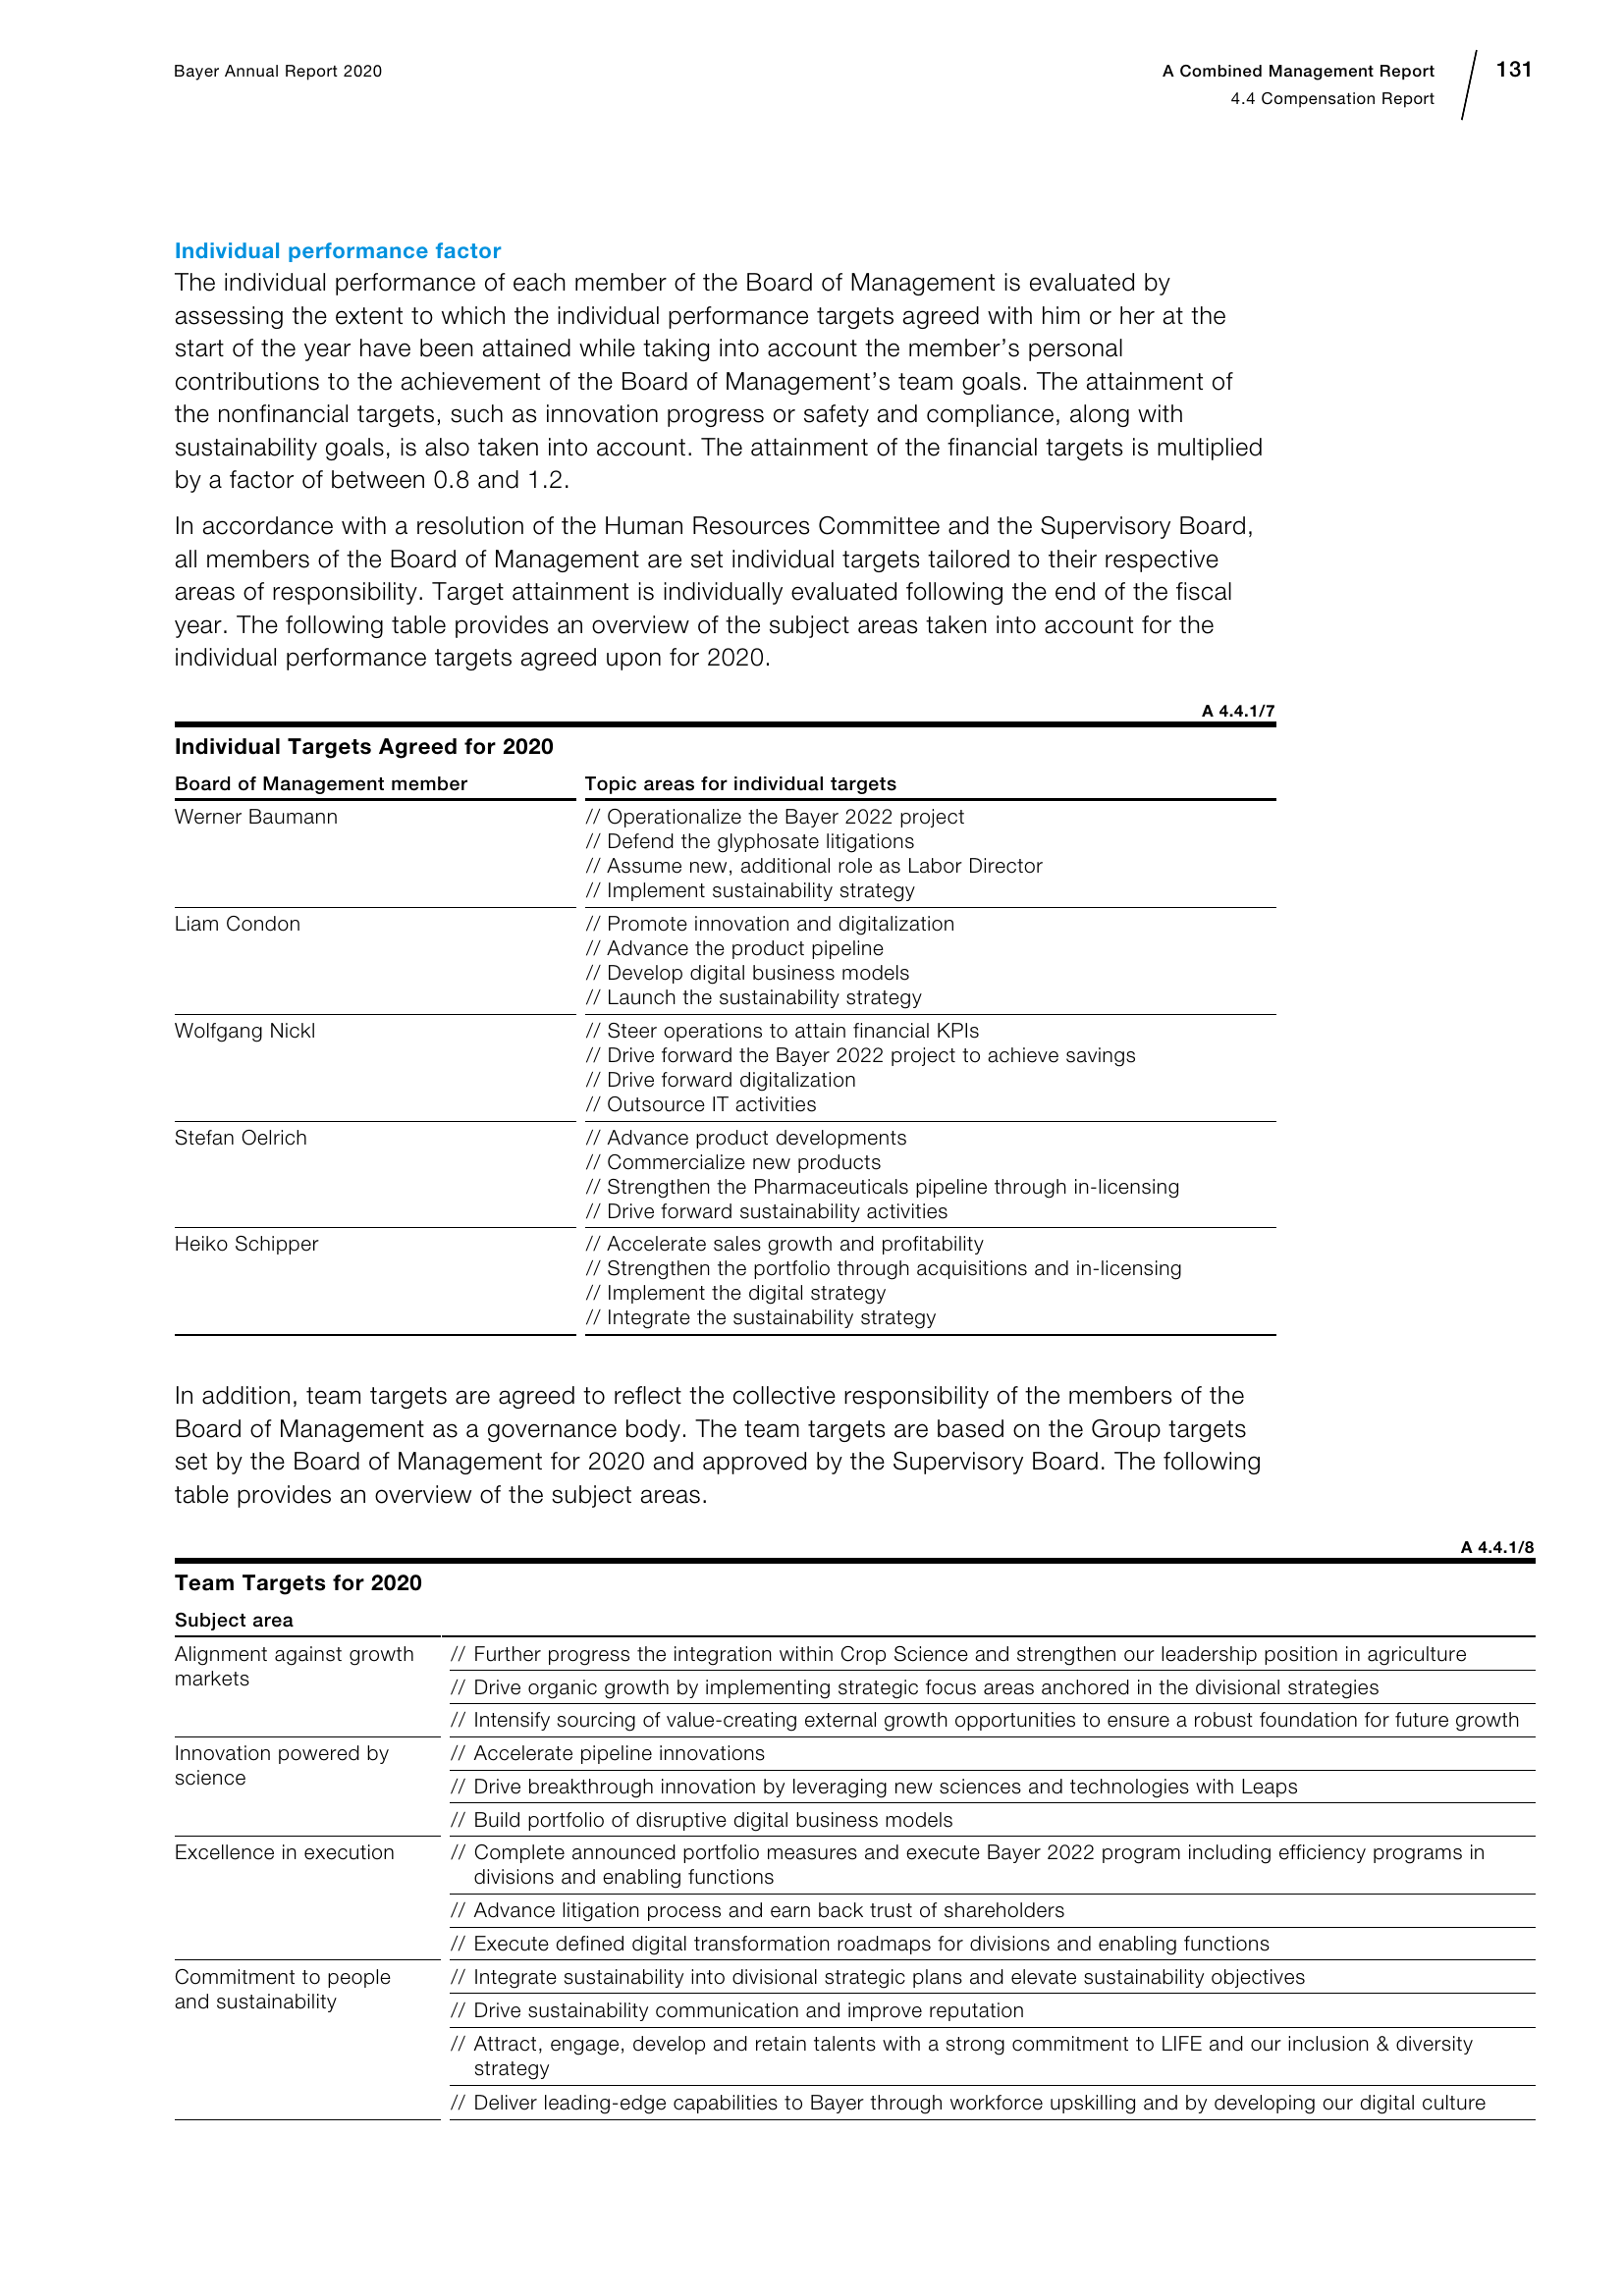 Bayer Annual Report 2020
A Combined Management Report
4.4 Compensation Report
131
Individual performance factor
The individual performance of each member of the Board of Management is evaluated by
assessing the extent to which the individual performance targets agreed with him or her at the
start of the year have been attained while taking into account the member’s personal
contributions to the achievement of the Board of Management’s team goals. The attainment of
the nonfinancial targets, such as innovation progress or safety and compliance, along with
sustainability goals, is also taken into account. The attainment of the financial targets is multiplied
by a factor of between 0.8 and 1.2.
In accordance with a resolution of the Human Resources Committee and the Supervisory Board,
all members of the Board of Management are set individual targets tailored to their respective
areas of responsibility. Target attainment is individually evaluated following the end of the fiscal
year. The following table provides an overview of the subject areas taken into account for the
individual performance targets agreed upon for 2020.
A 4.4.1/7
Individual Targets Agreed for 2020
Board of Management member Topic areas for individual targets
Werner Baumann // Operationalize the Bayer 2022 project
// Defend the glyphosate litigations
// Assume new, additional role as Labor Director
// Implement sustainability strategy
Liam Condon // Promote innovation and digitalization
// Advance the product pipeline
// Develop digital business models
// Launch the sustainability strategy
Wolfgang Nickl // Steer operations to attain financial KPIs
// Drive forward the Bayer 2022 project to achieve savings
// Drive forward digitalization
// Outsource IT activities
Stefan Oelrich // Advance product developments
// Commercialize new products
// Strengthen the Pharmaceuticals pipeline through in-licensing
// Drive forward sustainability activities
Heiko Schipper // Accelerate sales growth and profitability
// Strengthen the portfolio through acquisitions and in-licensing
// Implement the digital strategy
// Integrate the sustainability strategy
In addition, team targets are agreed to reflect the collective responsibility of the members of the
Board of Management as a governance body. The team targets are based on the Group targets
set by the Board of Management for 2020 and approved by the Supervisory Board. The following
table provides an overview of the subject areas.
A 4.4.1/8
Team Targets for 2020
Subject area
Alignment against growth
markets
// Further progress the integration within Crop Science and strengthen our leadership position in agriculture
// Drive organic growth by implementing strategic focus areas anchored in the divisional strategies
// Intensify sourcing of value-creating external growth opportunities to ensure a robust foundation for future growth
Innovation powered by
science
// Accelerate pipeline innovations
// Drive breakthrough innovation by leveraging new sciences and technologies with Leaps
// Build portfolio of disruptive digital business models
Excellence in execution
// Complete announced portfolio measures and execute Bayer 2022 program including efficiency programs in
divisions and enabling functions
// Advance litigation process and earn back trust of shareholders
// Execute defined digital transformation roadmaps for divisions and enabling functions
Commitment to people
and sustainability
// Integrate sustainability into divisional strategic plans and elevate sustainability objectives
// Drive sustainability communication and improve reputation
// Attract, engage, develop and retain talents with a strong commitment to LIFE and our inclusion & diversity
strategy
// Deliver leading-edge capabilities to Bayer through workforce upskilling and by developing our digital culture